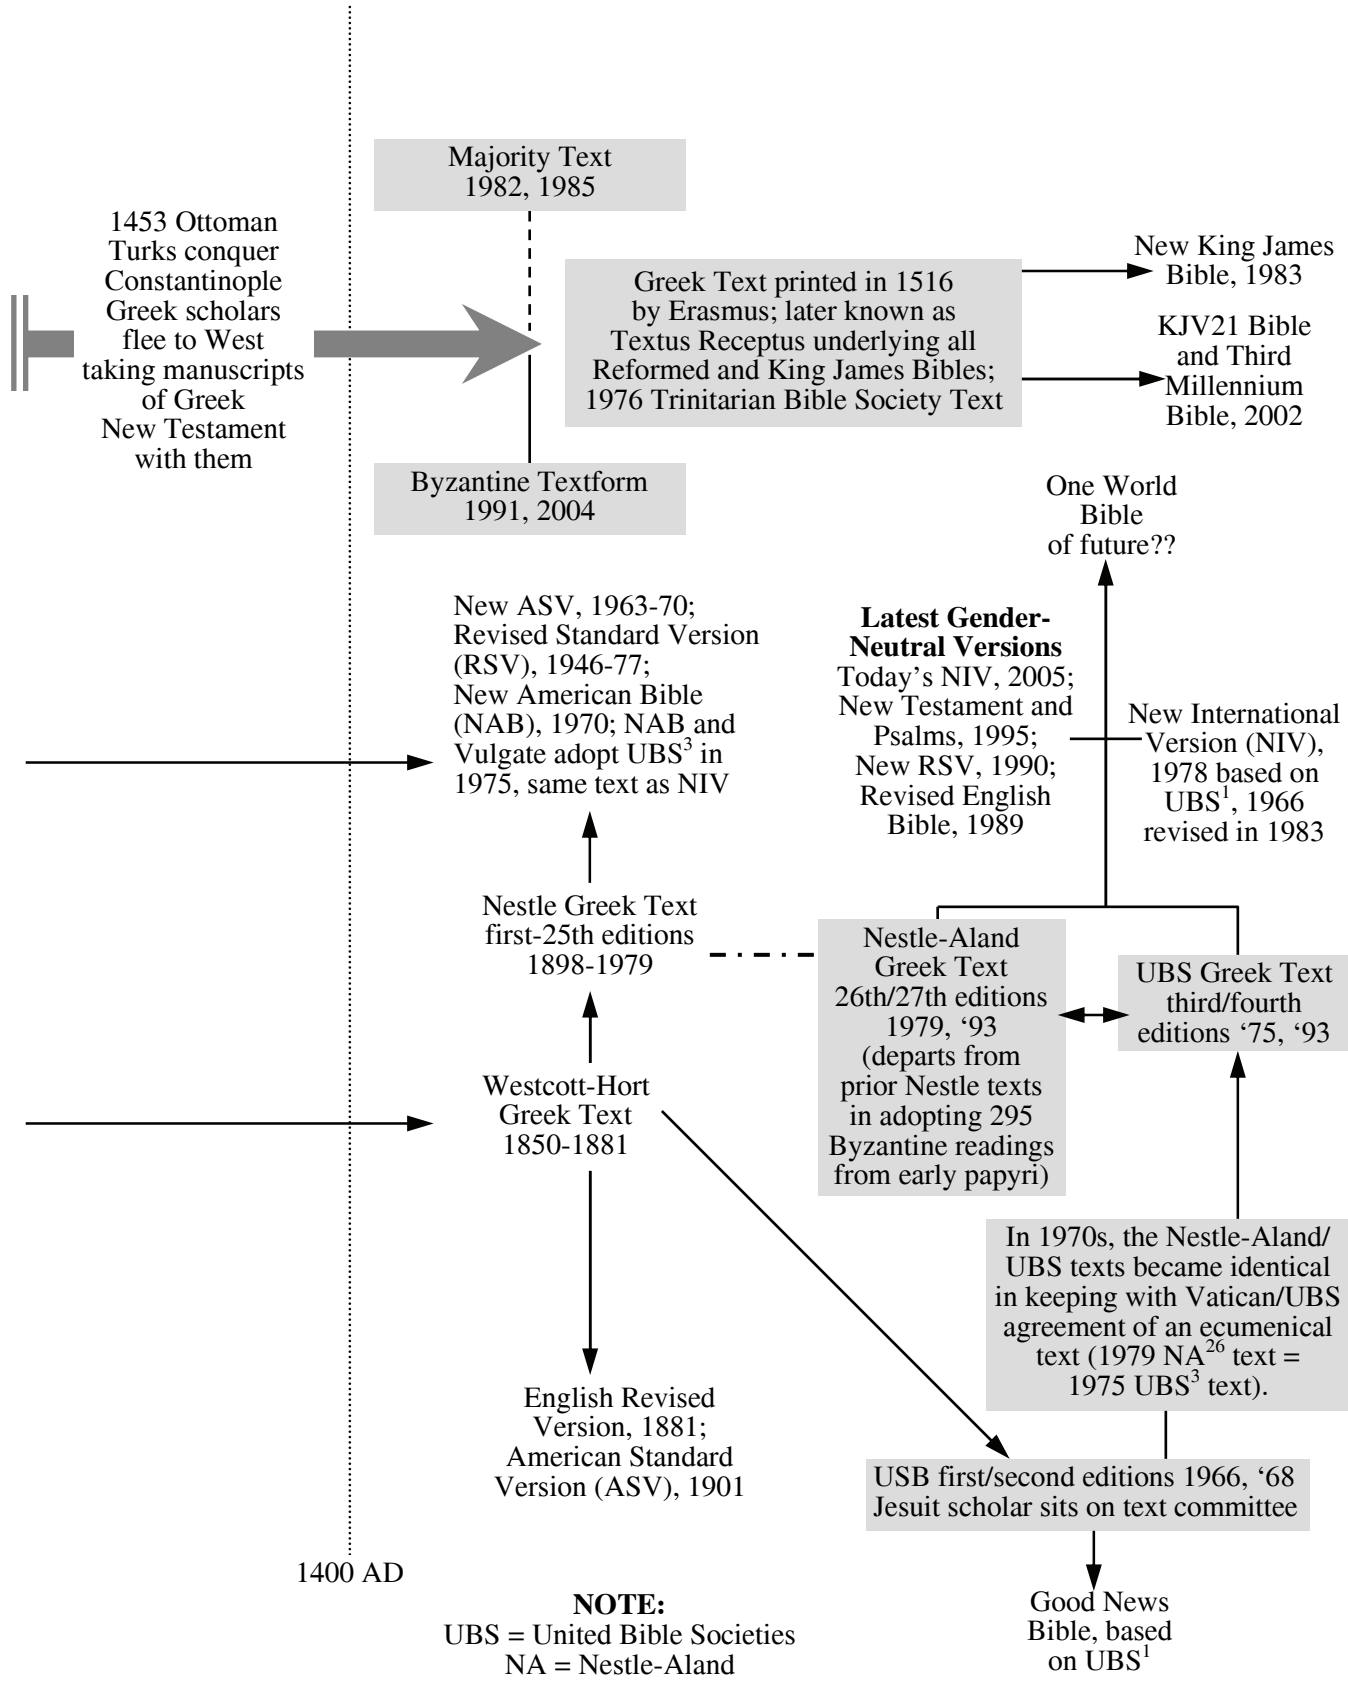 Majority Text
1982, 1985
1453 Ottoman
Turks conquer
Constantinople
Greek scholars
flee to West
taking manuscripts
of Greek
New Testament
with them
Greek Text printed in 1516
by Erasmus; later known as
Textus Receptus underlying all
Reformed and King James Bibles;
1976 Trinitarian Bible Society Text
New King James
Bible, 1983
KJV21 Bible
and Third
Millennium
Bible, 2002
Byzantine Textform
1991, 2004
One World
Bible
of future??
New ASV, 1963-70;
Revised Standard Version
(RSV), 1946-77;
New American Bible
(NAB), 1970; NAB and
Vulgate adopt UBS³ in
1975, same text as NIV
Latest Gender-
Neutral Versions
Today’s NIV, 2005;
New Testament and
Psalms, 1995;
New RSV, 1990;
Revised English
Bible, 1989
New International
Version (NIV),
1978 based on
UBS¹, 1966
revised in 1983
Nestle Greek Text
first-25th editions
1898-1979
Nestle-Aland
Greek Text
26th/27th editions
1979, ‘93
(departs from
prior Nestle texts
in adopting 295
Byzantine readings
from early papyri)
UBS Greek Text
third/fourth
editions ‘75, ‘93
Westcott-Hort
Greek Text
1850-1881
In 1970s, the Nestle-Aland/
UBS texts became identical
in keeping with Vatican/UBS
agreement of an ecumenical
text (1979 NA²⁶ text =
1975 UBS³ text).
English Revised
Version, 1881;
American Standard
Version (ASV), 1901
USB first/second editions 1966, ‘68
Jesuit scholar sits on text committee
1400 AD
Good News
Bible, based
on UBS¹
NOTE:
UBS = United Bible Societies
NA = Nestle-Aland